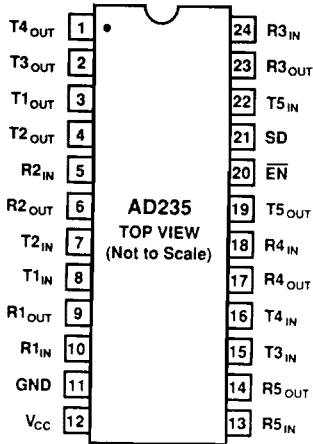 T4OUT 1 24 R3IN
T3OUT 2 23 R3OUT
T1OUT 3 22 T5IN
T2OUT 4 21 SD
R2IN 5 20 EN
R2OUT 6 19 T5OUT
T2IN 7 18 R4IN
T1IN 8 17 R4OUT
R1OUT 9 16 T4IN
R1IN 10 15 T3IN
GND 11 14 R5OUT
VCC 12 13 R5IN
AD235
TOP VIEW
(Not to Scale)